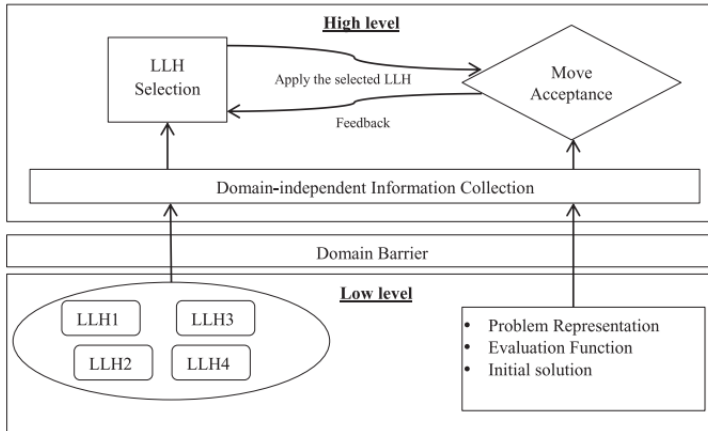 High level
LLH
Selection
Apply the selected LLH
Feedback
Move
Acceptance
Domain-independent Information Collection
Domain Barrier
Low level
LLH1
LLH3
LLH2
LLH4
• Problem Representation
• Evaluation Function
• Initial solution